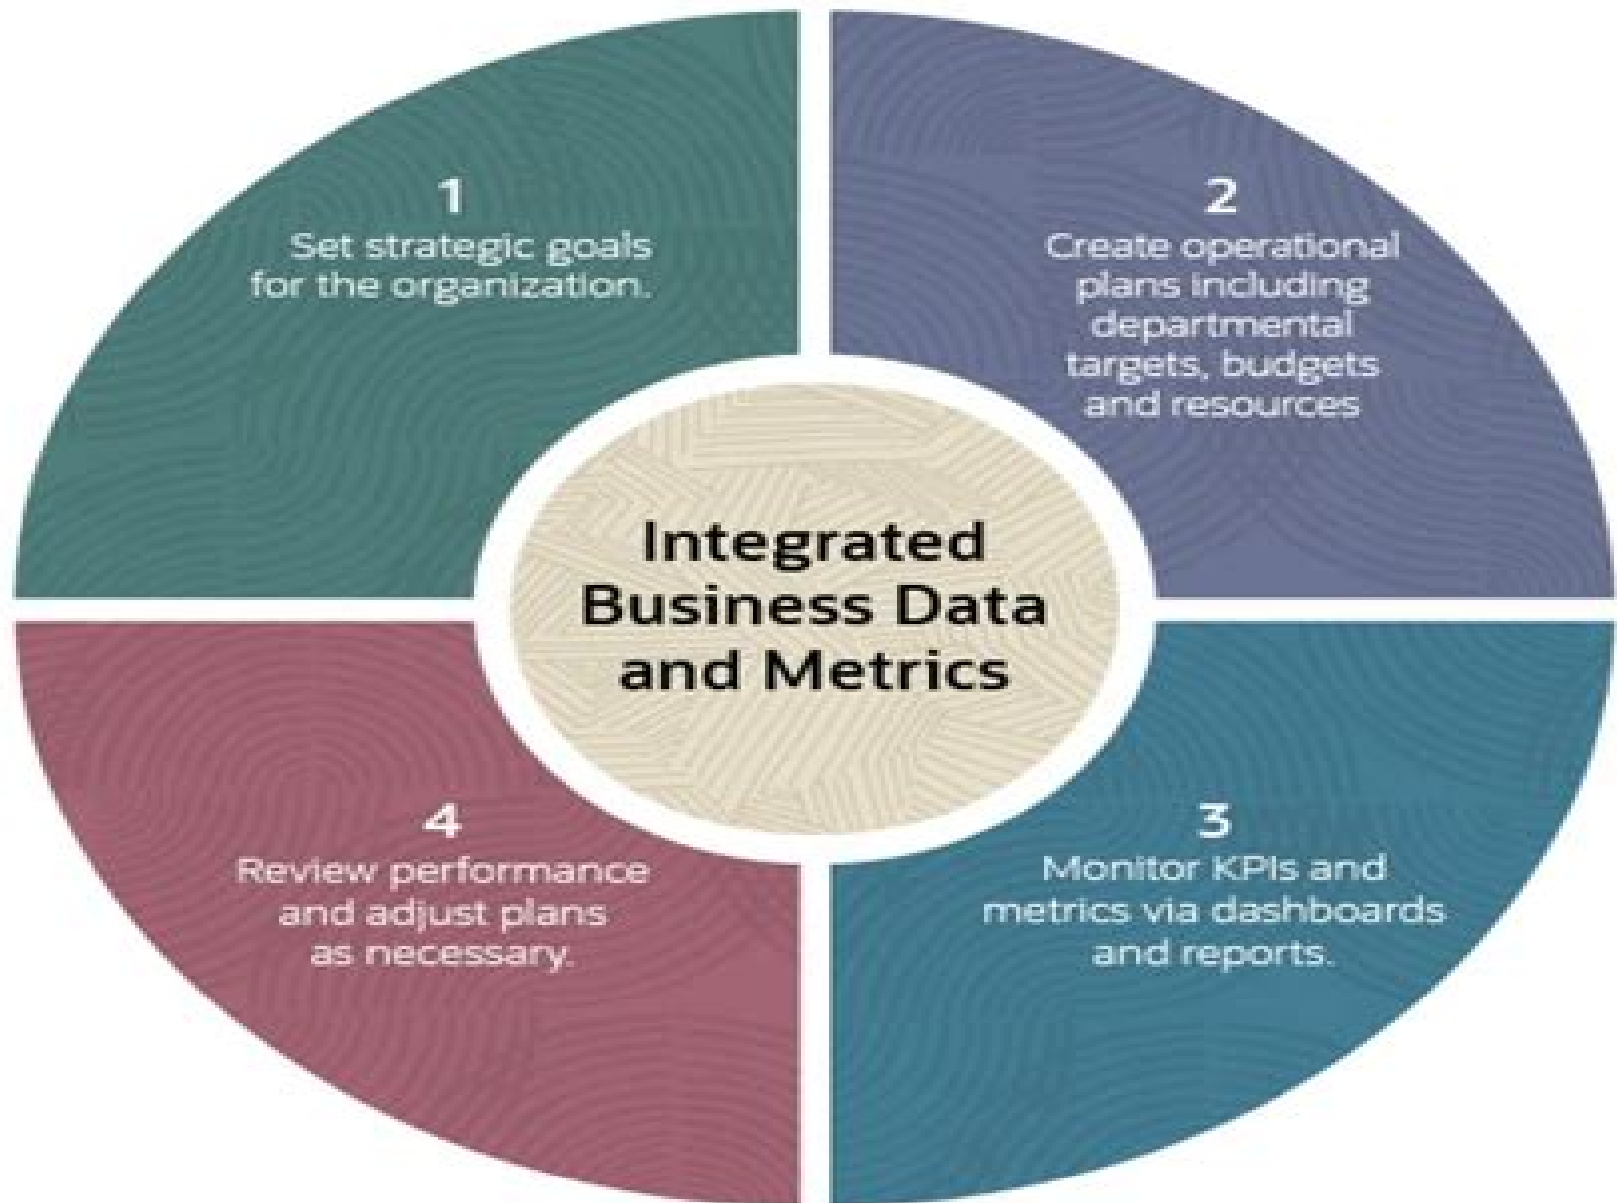 1
Set strategic goals
for the organization.
2
Create operational
plans including
departmental
targets, budgets
and resources
Integrated
Business Data
and Metrics
3
Monitor KPIs and
metrics via dashboards
and reports.
4
Review performance
and adjust plans
as necessary.